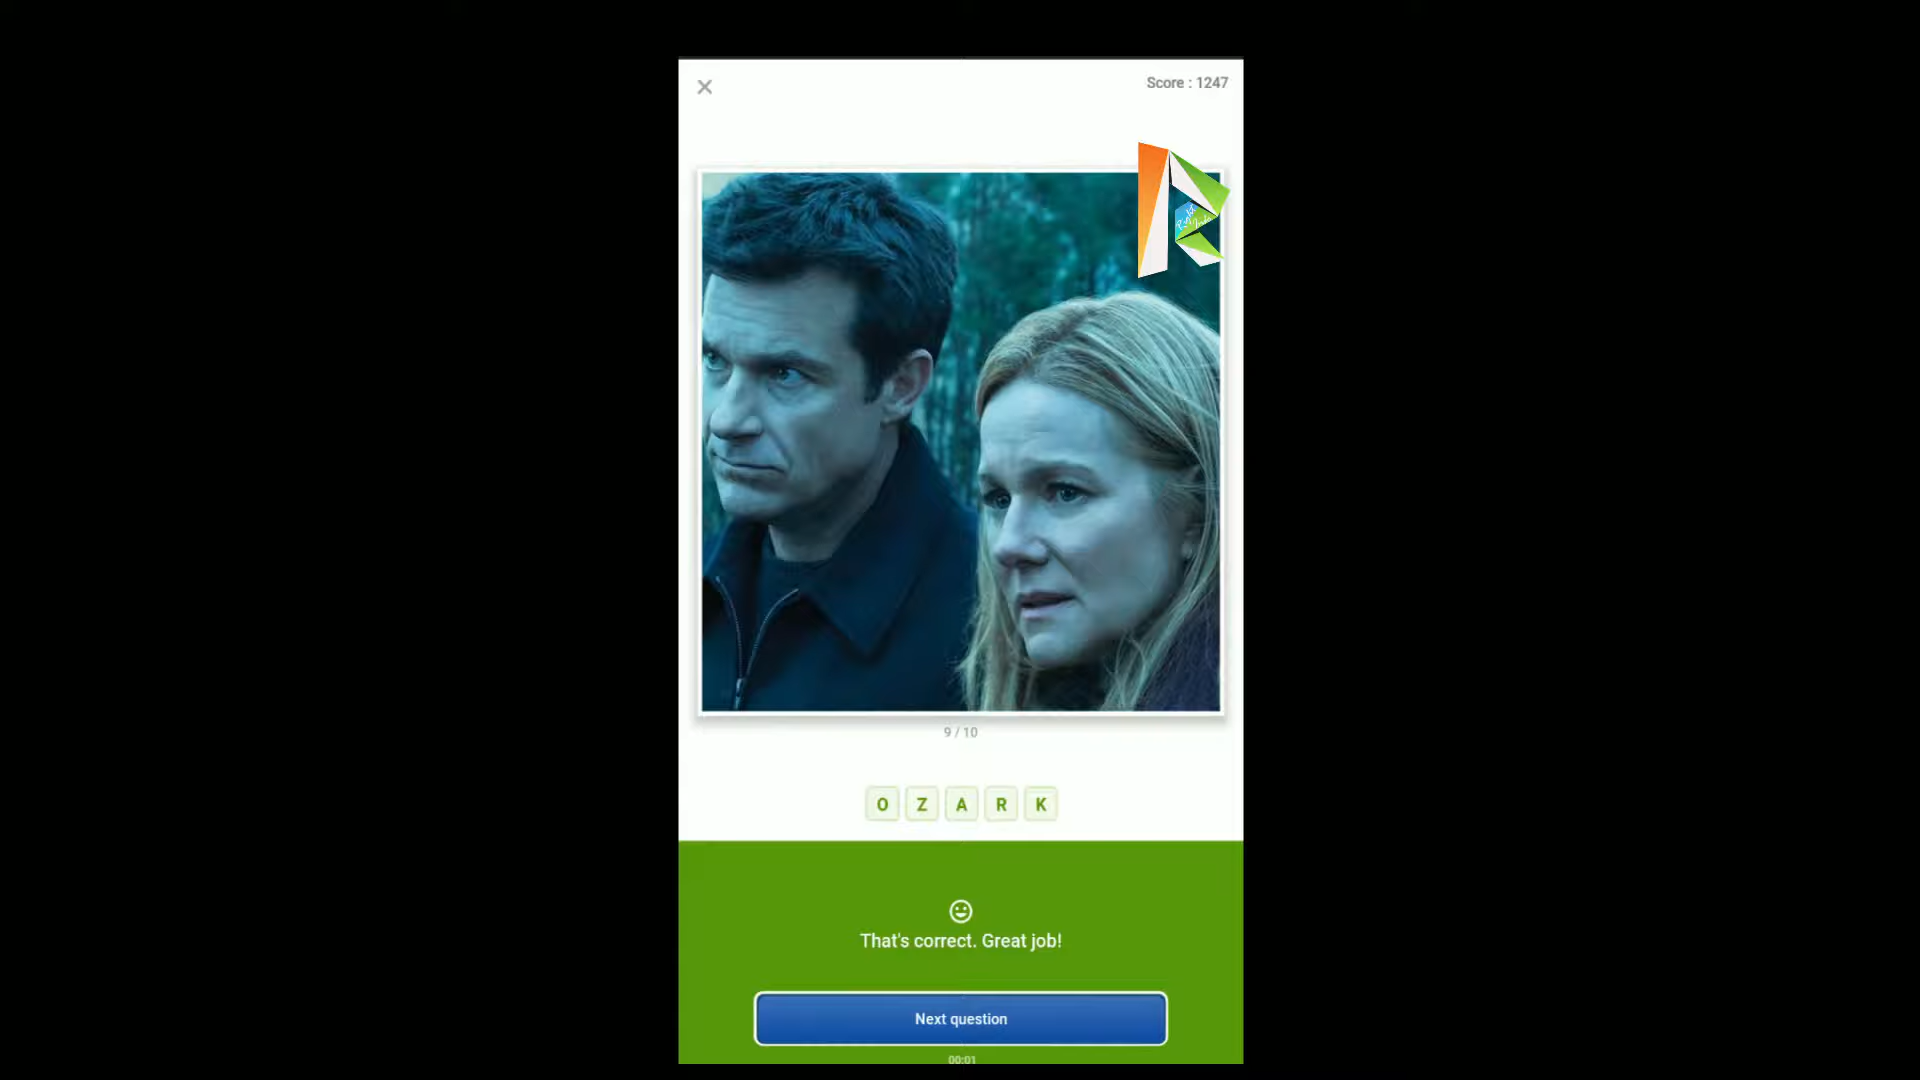 Score : 1247
9 / 10
O Z A R K
That's correct. Great job!
Next question
00:01